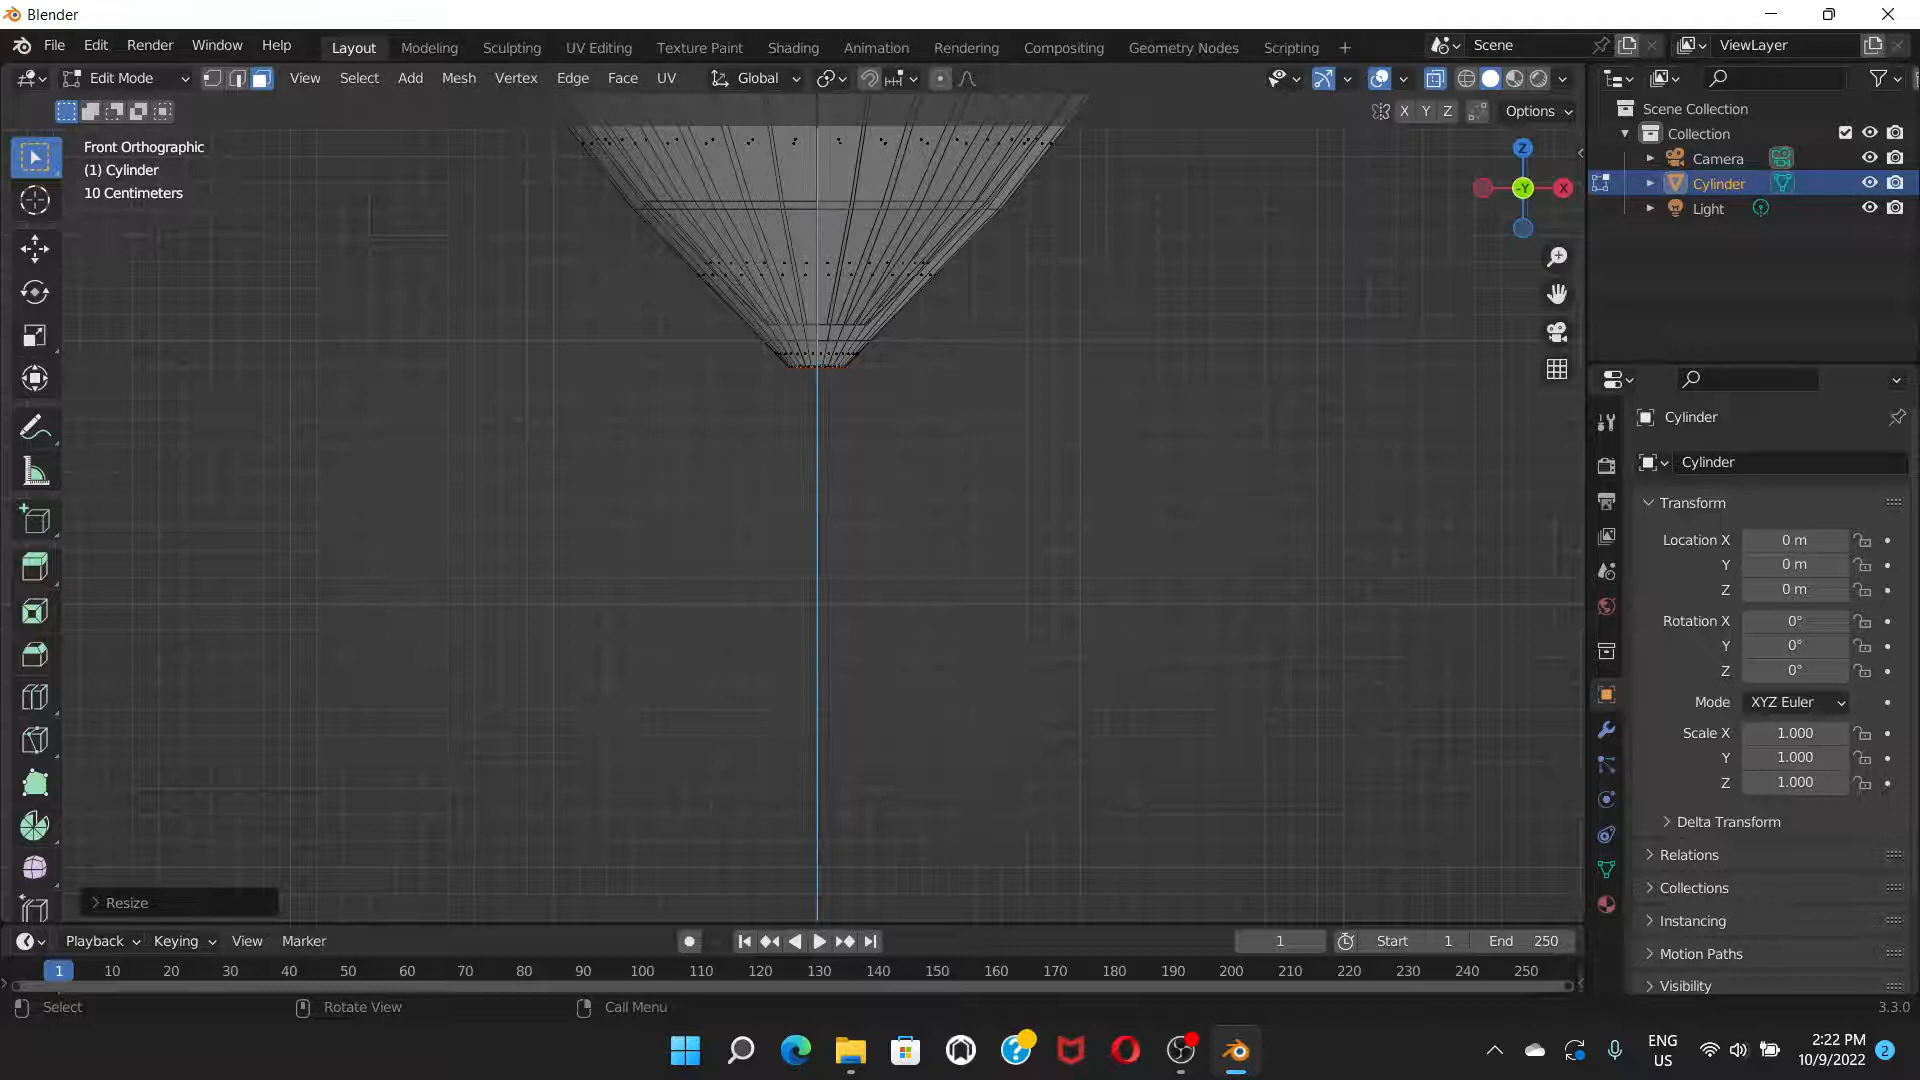 Blender
File Edit Render Window Help
Layout Modeling Sculpting UV Editing Texture Paint Shading Animation Rendering Compositing Geometry Nodes Scripting +
Scene
ViewLayer
Edit Mode View Select Add Mesh Vertex Edge Face UV Global
X Y Z Options
Front Orthographic
(1) Cylinder
10 Centimeters
Z
-Y X
Scene Collection
Collection
Camera
Cylinder
Light
Cylinder
Cylinder
Transform
Location X 0 m
Y 0 m
Z 0 m
Rotation X 0°
Y 0°
Z 0°
Mode XYZ Euler
Scale X 1.000
Y 1.000
Z 1.000
Delta Transform
Relations
Collections
Instancing
Motion Paths
Visibility
Resize
Playback Keying View Marker
1 Start 1 End 250
1 10 20 30 40 50 60 70 80 90 100 110 120 130 140 150 160 170 180 190 200 210 220 230 240 250
Select Rotate View Call Menu
3.3.0
ENG
US
2:22 PM
10/9/2022
2